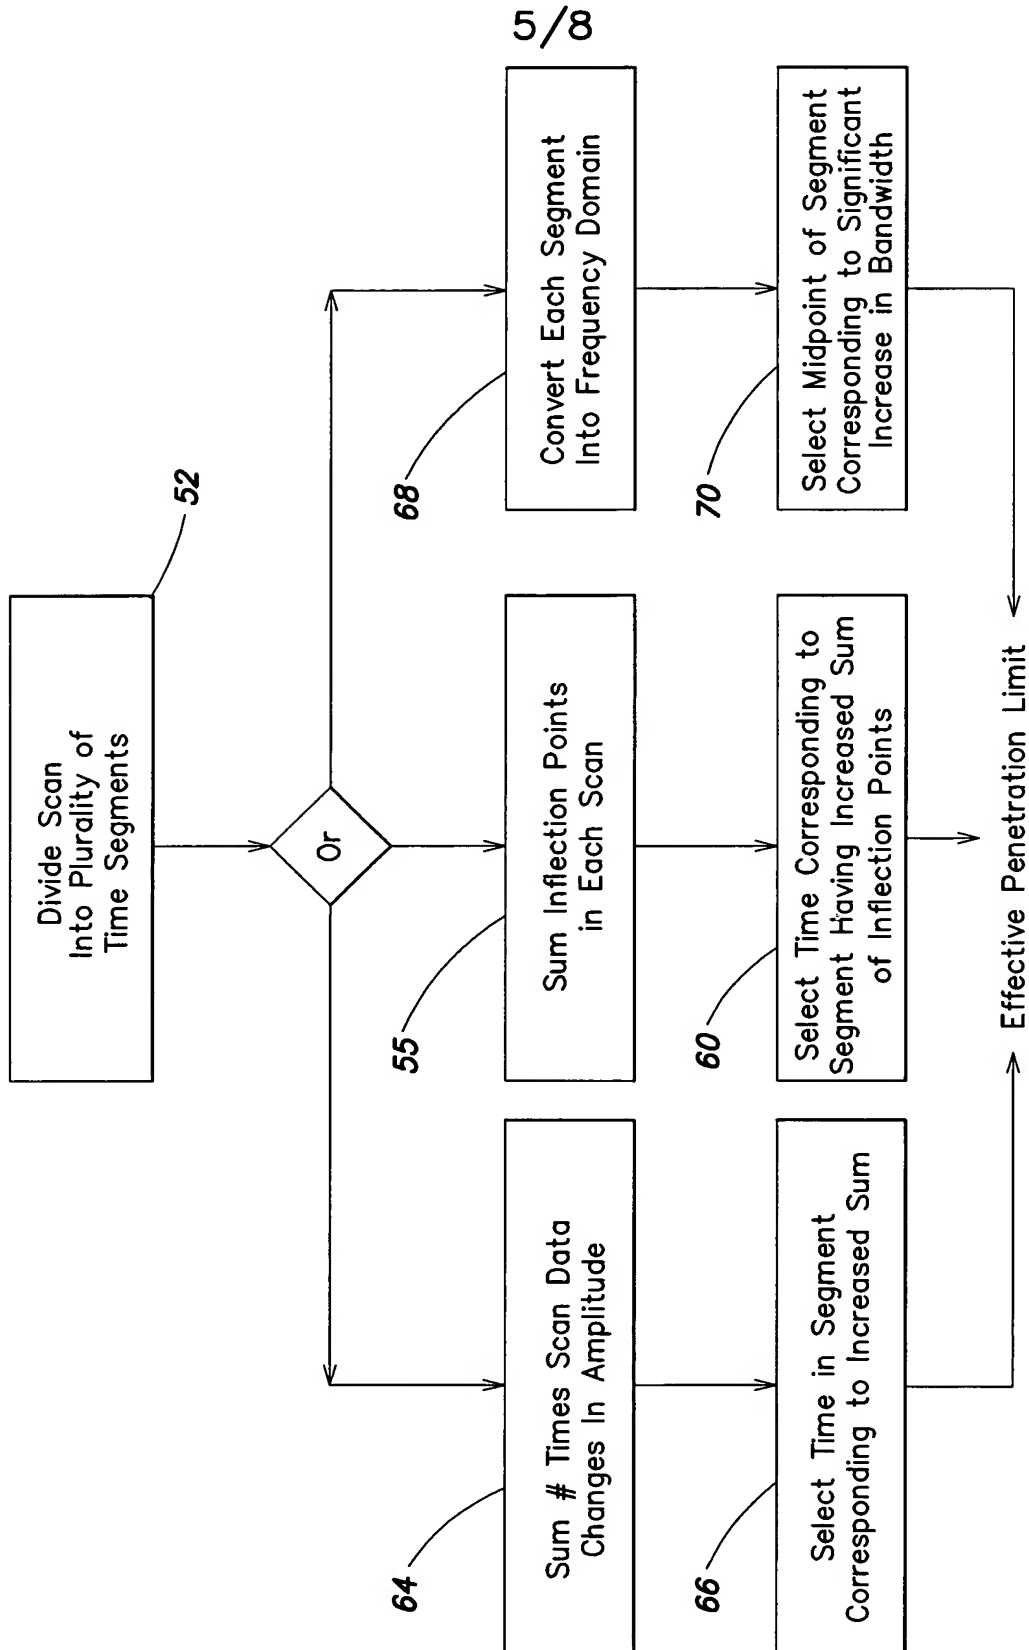 5/8
Divide Scan
Into Plurality of
Time Segments
52
Or
64
Sum # Times Scan Data
Changes In Amplitude
55
Sum Inflection Points
in Each Scan
68
Convert Each Segment
Into Frequency Domain
66
Select Time in Segment
Corresponding to Increased Sum
60
Select Time Corresponding to
Segment Having Increased Sum
of Inflection Points
70
Select Midpoint of Segment
Corresponding to Significant
Increase in Bandwidth
Effective Penetration Limit